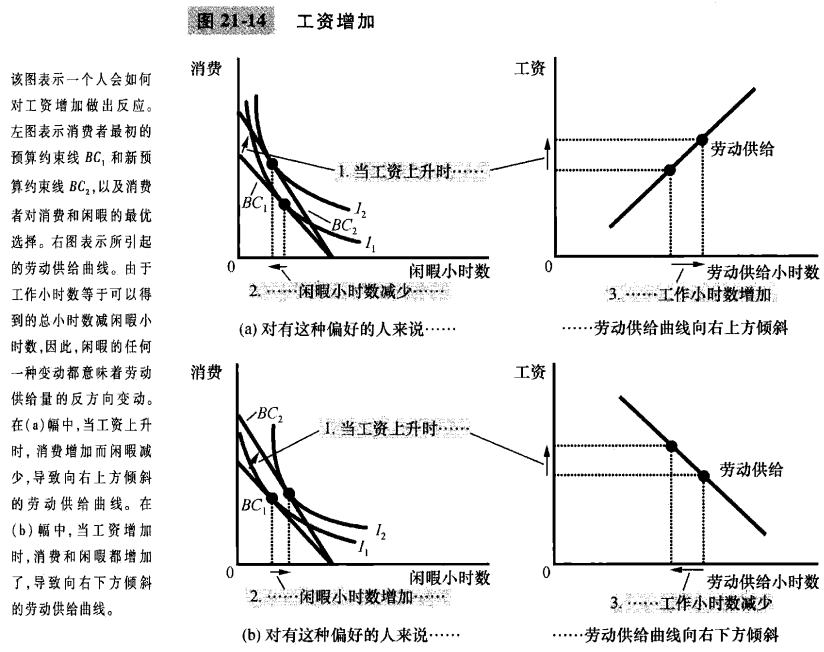 图 21-14 工资增加
该图表示一个人会如何
对工资增加做出反应。
左图表示消费者最初的
预算约束线 BC₁ 和新预
算约束线 BC₂,以及消费
者对消费和闲暇的最优
选择。右图表示所引起
的劳动供给曲线。由于
工作小时数等于可以得
到的总小时数减闲暇小
时数,因此,闲暇的任何
一种变动都意味着劳动
供给量的反方向变动。
在(a)幅中,当工资上升
时,消费增加而闲暇减
少,导致向右上方倾斜
的劳动供给曲线。在
(b)幅中,当工资增加
时,消费和闲暇都增加
了,导致向右下方倾斜
的劳动供给曲线。
消费
1. 当工资上升时……
BC₁
I₂
BC₂
I₁
0
闲暇小时数
2. ……闲暇小时数减少……
(a) 对有这种偏好的人来说……
工资
劳动供给
0
劳动供给小时数
3. ……工作小时数增加
……劳动供给曲线向右上方倾斜
消费
BC₂
1. 当工资上升时……
BC₁
I₂
I₁
0
闲暇小时数
2. ……闲暇小时数增加……
(b) 对有这种偏好的人来说……
工资
劳动供给
0
劳动供给小时数
3. ……工作小时数减少
……劳动供给曲线向右下方倾斜